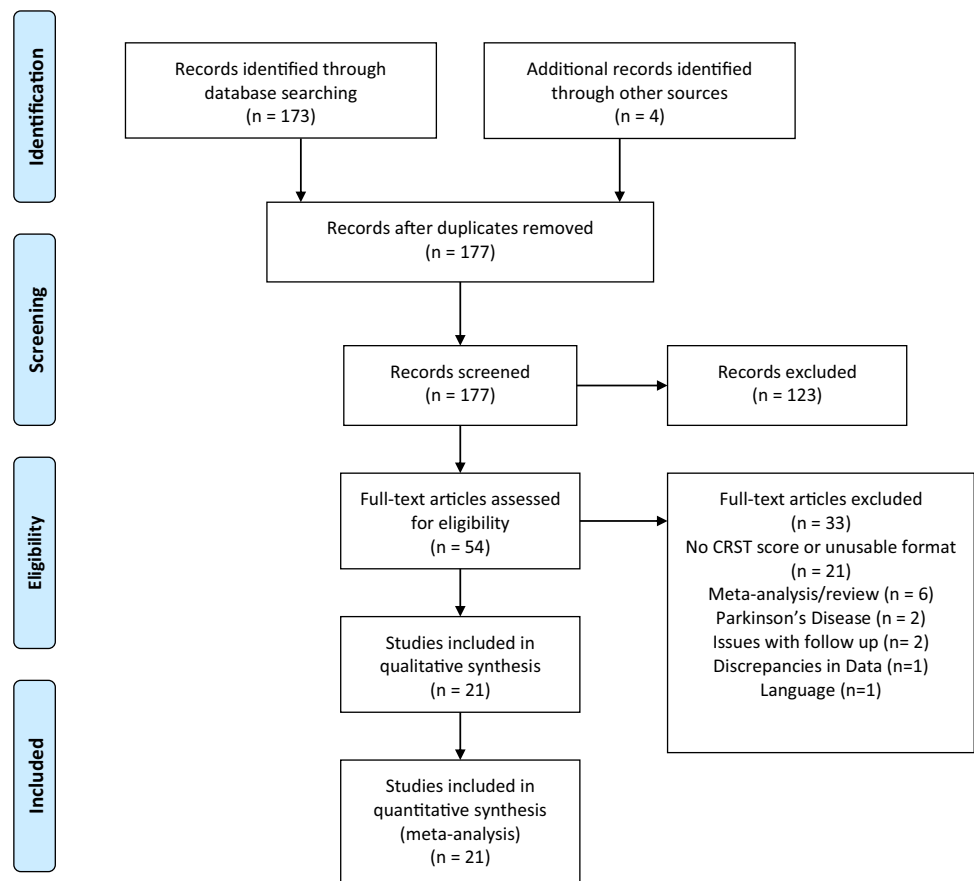 Identification
Records identified through
database searching
(n = 173)
Additional records identified
through other sources
(n = 4)
Records after duplicates removed
(n = 177)
Screening
Records screened
(n = 177)
Records excluded
(n = 123)
Eligibility
Full-text articles assessed
for eligibility
(n = 54)
Full-text articles excluded
(n = 33)
No CRST score or unusable format
(n = 21)
Meta-analysis/review (n = 6)
Parkinson’s Disease (n = 2)
Issues with follow up (n= 2)
Discrepancies in Data (n=1)
Language (n=1)
Studies included in
qualitative synthesis
(n = 21)
Included
Studies included in
quantitative synthesis
(meta-analysis)
(n = 21)